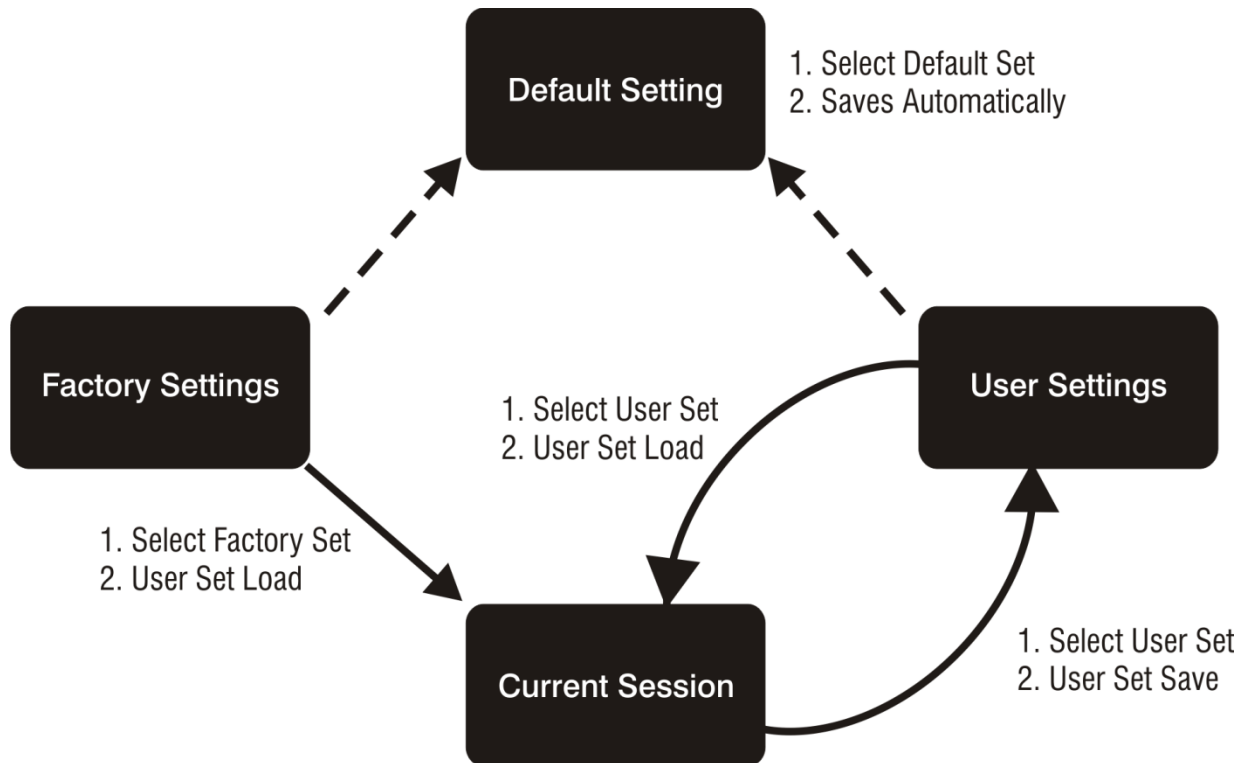 Default Setting
1. Select Default Set
2. Saves Automatically
Factory Settings
User Settings
1. Select User Set
2. User Set Load
1. Select Factory Set
2. User Set Load
Current Session
1. Select User Set
2. User Set Save